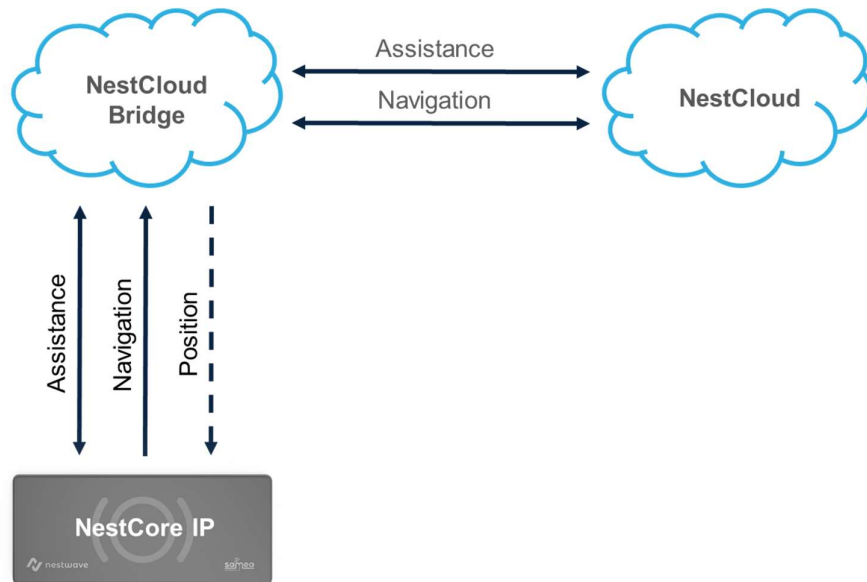 NestCloud
Bridge
Assistance
Navigation
NestCloud
Assistance
Navigation
Position
NestCore IP
nestwave
sameo